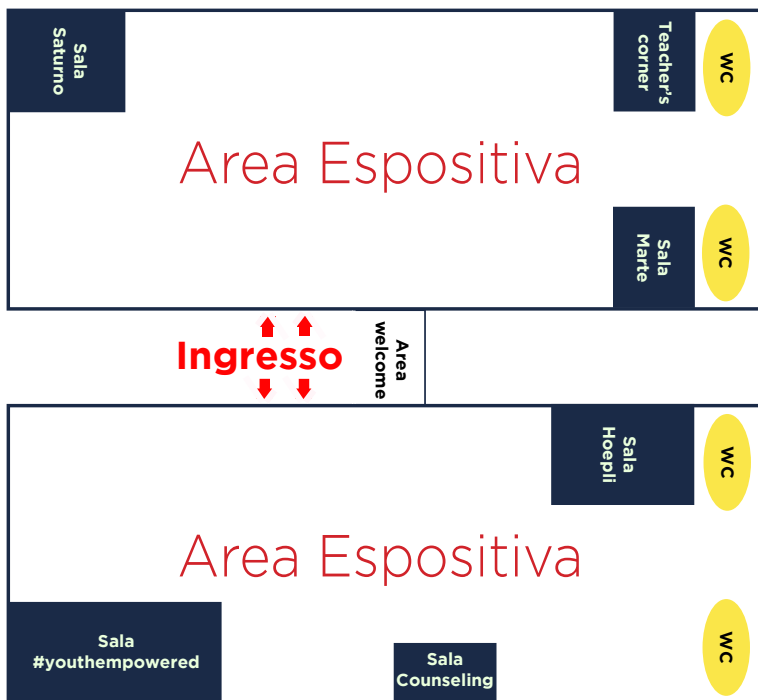 Sala
Saturno
Teacher's
corner
WC
Area Espositiva
Sala
Marte
WC
Ingresso
Area
welcome
Sala
Hoepli
WC
Area Espositiva
Sala
#youthempowered
Sala
Counseling
WC